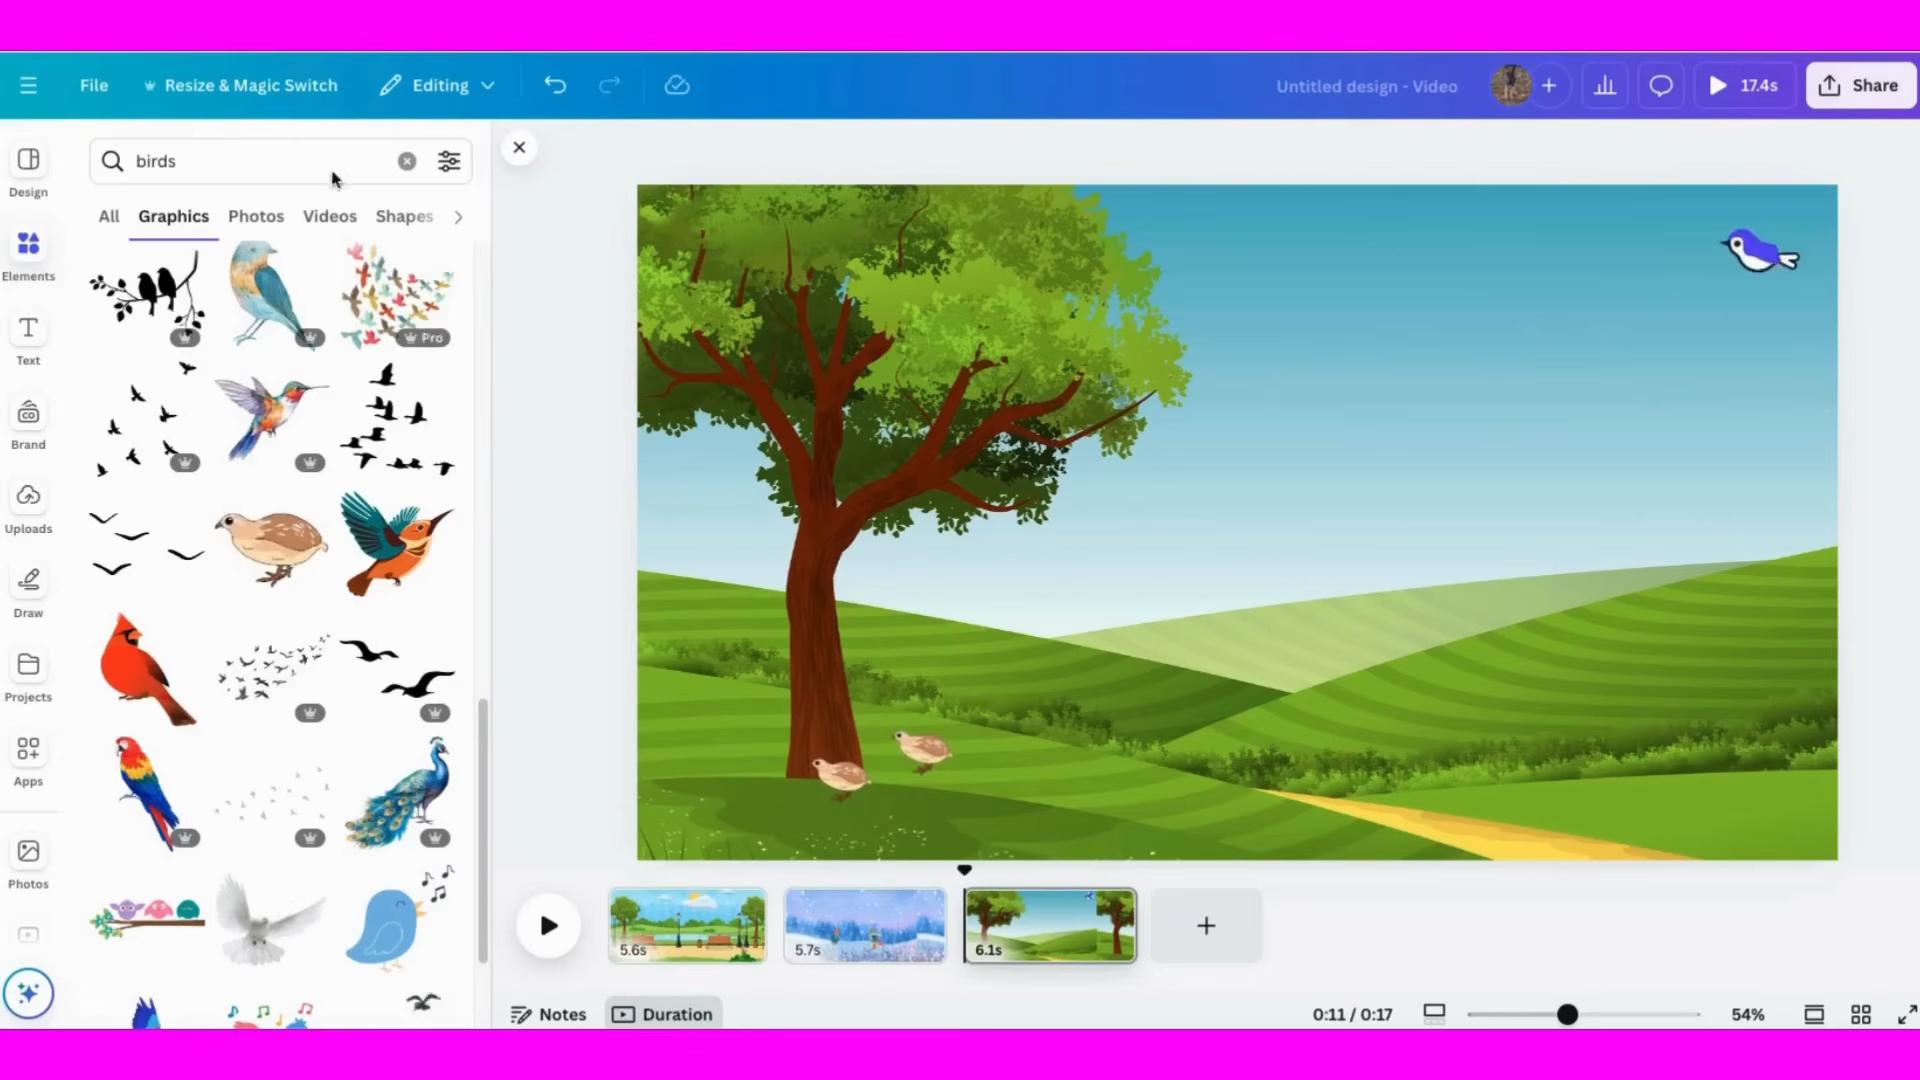 File
Resize & Magic Switch
Editing
Untitled design - Video
17.4s
Share
Design
Elements
Text
Brand
Uploads
Draw
Projects
Apps
Photos
birds
All
Graphics
Photos
Videos
Shapes
Pro
5.6s
5.7s
6.1s
Notes
Duration
0:11 / 0:17
54%